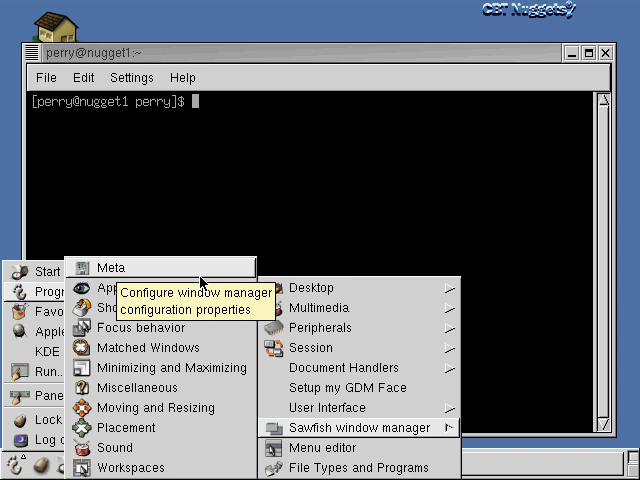 CBT Nuggets
perry@nugget1:~
File Edit Settings Help
[perry@nugget1 perry]$
Start
Progr
Favo
Apple
KDE
Run..
Pane
Lock
Log o
Meta
App
Sho
Focus behavior
Matched Windows
Minimizing and Maximizing
Miscellaneous
Moving and Resizing
Placement
Sound
Workspaces
Configure window manager
configuration properties
Desktop
Multimedia
Peripherals
Session
Document Handlers
Setup my GDM Face
User Interface
Sawfish window manager
Menu editor
File Types and Programs